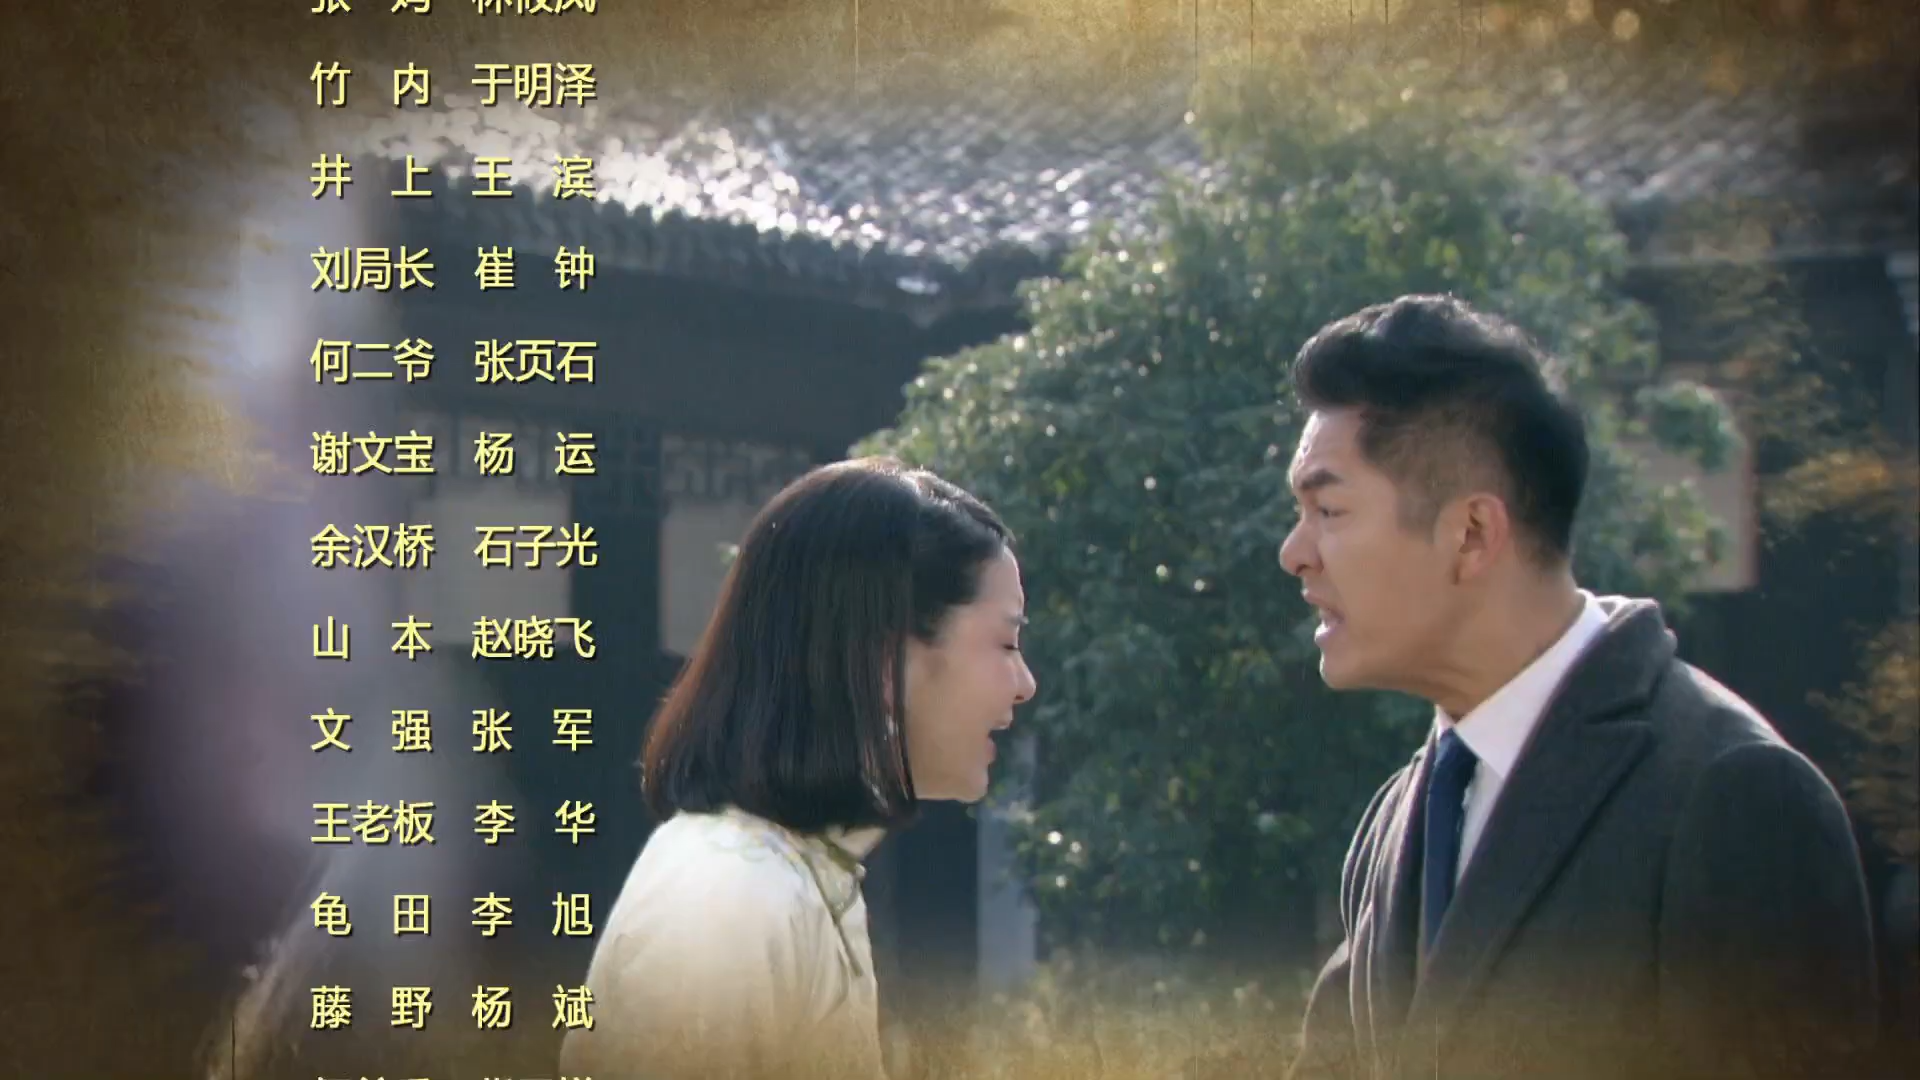 竹 内 于明泽
井 上 王 滨
刘局长 崔 钟
何二爷 张页石
谢文宝 杨 运
余汉桥 石子光
山 本 赵晓飞
文 强 张 军
王老板 李 华
龟 田 李 旭
藤 野 杨 斌